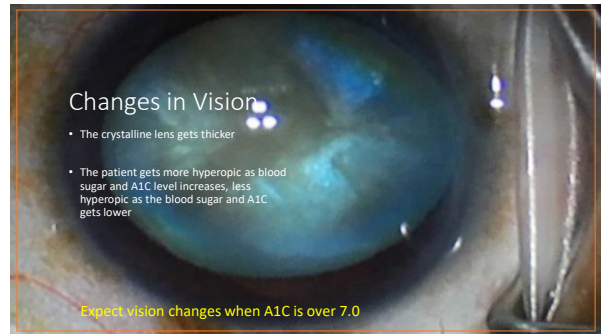 Changes in Vision
• The crystalline lens gets thicker
• The patient gets more hyperopic as blood
sugar and A1C level increases, less
hyperopic as the blood sugar and A1C
gets lower
Expect vision changes when A1C is over 7.0